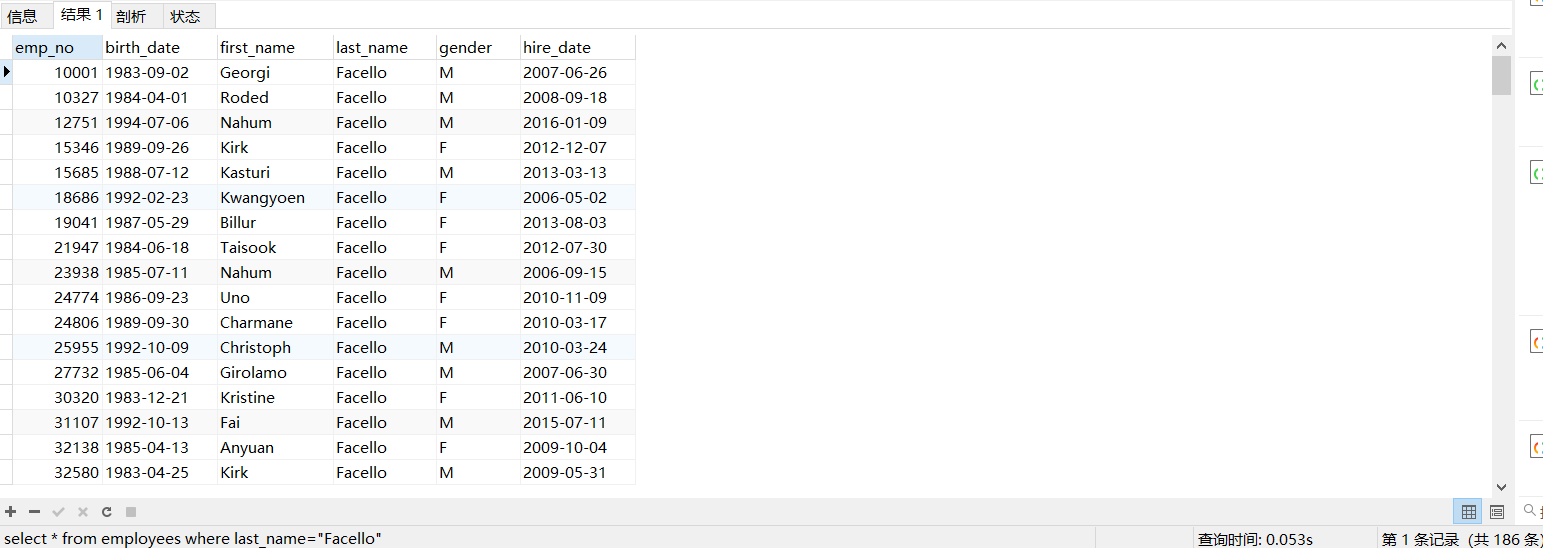 信息 结果 1 剖析 状态
emp_no birth_date first_name last_name gender hire_date
10001 1983-09-02 Georgi Facello M 2007-06-26
10327 1984-04-01 Roded Facello M 2008-09-18
12751 1994-07-06 Nahum Facello M 2016-01-09
15346 1989-09-26 Kirk Facello F 2012-12-07
15685 1988-07-12 Kasturi Facello M 2013-03-13
18686 1992-02-23 Kwangyoen Facello F 2006-05-02
19041 1987-05-29 Billur Facello F 2013-08-03
21947 1984-06-18 Taisook Facello F 2012-07-30
23938 1985-07-11 Nahum Facello M 2006-09-15
24774 1986-09-23 Uno Facello F 2010-11-09
24806 1989-09-30 Charmane Facello F 2010-03-17
25955 1992-10-09 Christoph Facello M 2010-03-24
27732 1985-06-04 Girolamo Facello M 2007-06-30
30320 1983-12-21 Kristine Facello F 2011-06-10
31107 1992-10-13 Fai Facello M 2015-07-11
32138 1985-04-13 Anyuan Facello F 2009-10-04
32580 1983-04-25 Kirk Facello M 2009-05-31
select * from employees where last_name="Facello" 查询时间: 0.053s 第 1 条记录 (共 186 条)